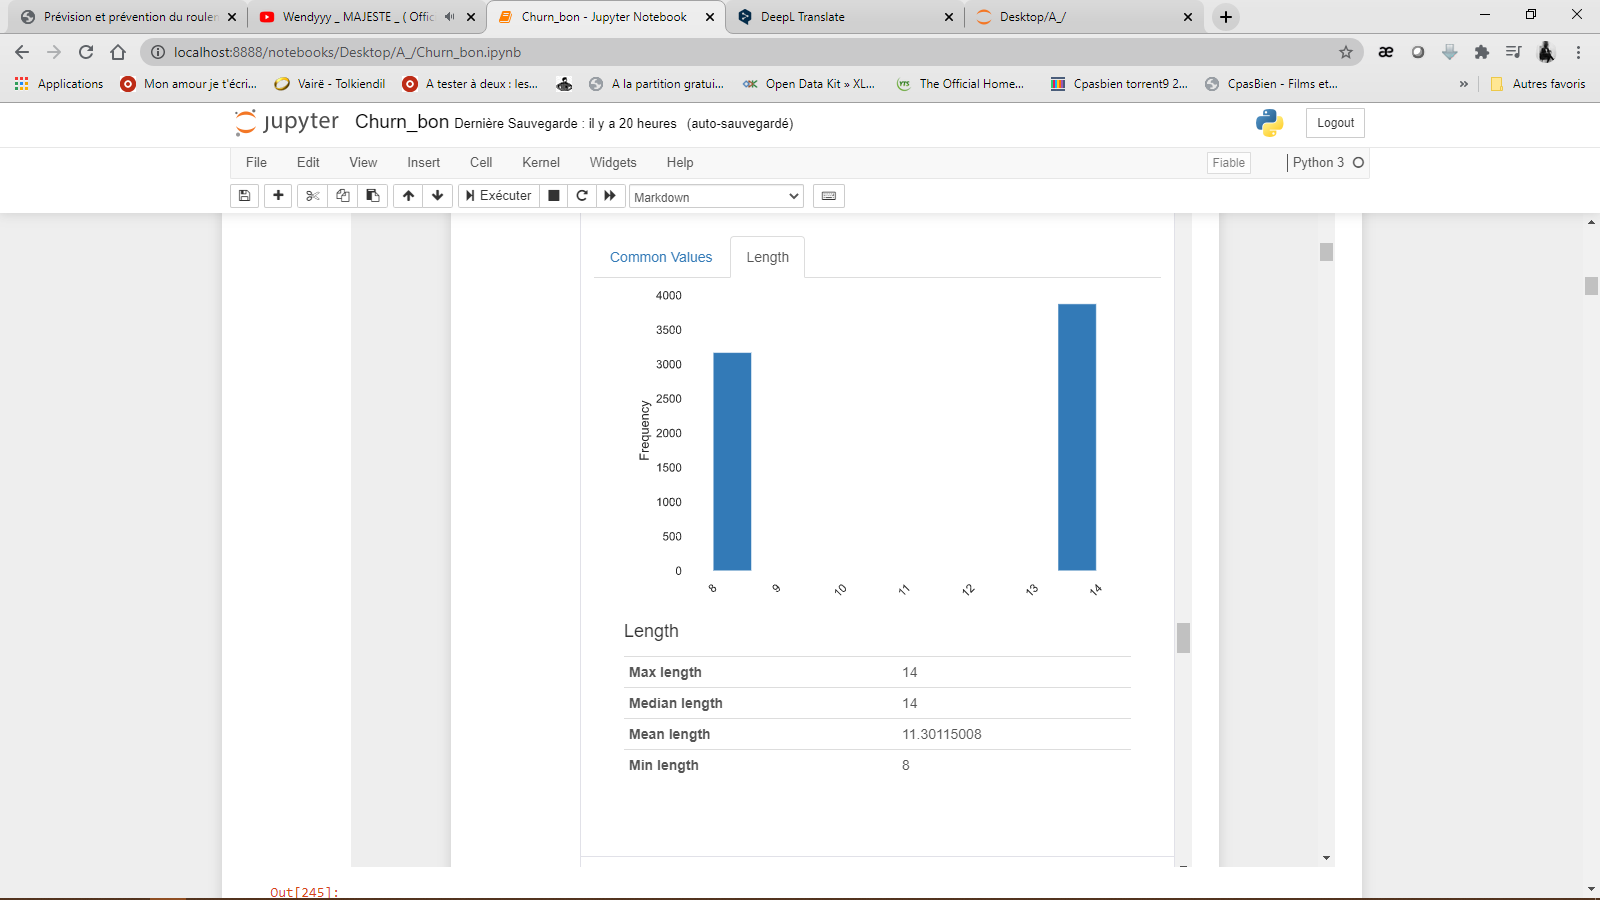 Prévision et prévention du rouler
Wendyyy _ MAJESTE _ ( Offic
Churn_bon - Jupyter Notebook
DeepL Translate
Desktop/A_/
localhost:8888/notebooks/Desktop/A_/Churn_bon.ipynb
Applications
Mon amour je t'écri...
Vairë - Tolkiendil
A tester à deux : les...
A la partition gratui...
Open Data Kit » XL...
The Official Home...
Cpasbien torrent9 2...
CpasBien - Films et...
»
Autres favoris
jupyter Churn_bon Dernière Sauvegarde : il y a 20 heures (auto-sauvegardé)
Logout
File Edit View Insert Cell Kernel Widgets Help
Fiable
Python 3
Exécuter
Markdown
Common Values
Length
4000
3500
3000
2500
2000
1500
1000
500
0
Frequency
8 9 10 11 12 13 14
Length
Max length 14
Median length 14
Mean length 11.30115008
Min length 8
Out[245]: